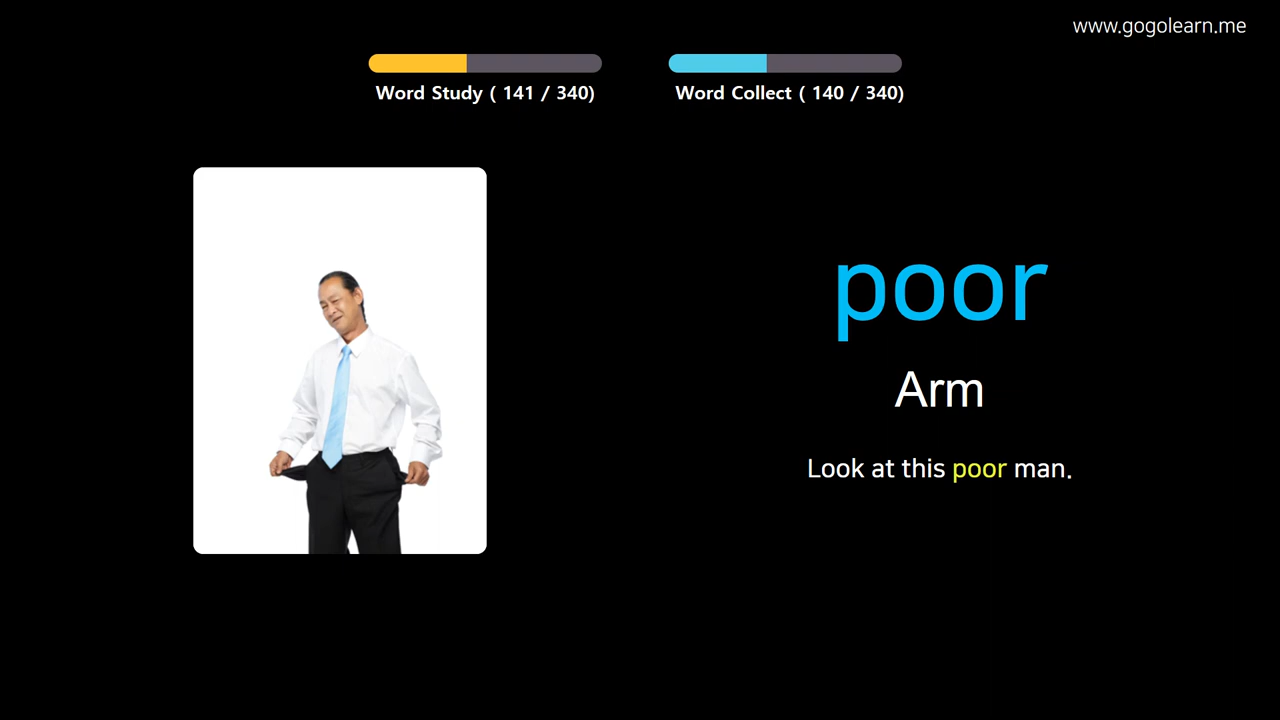 www.gogolearn.me
Word Study ( 141 / 340)
Word Collect ( 140 / 340)
poor
Arm
Look at this poor man.